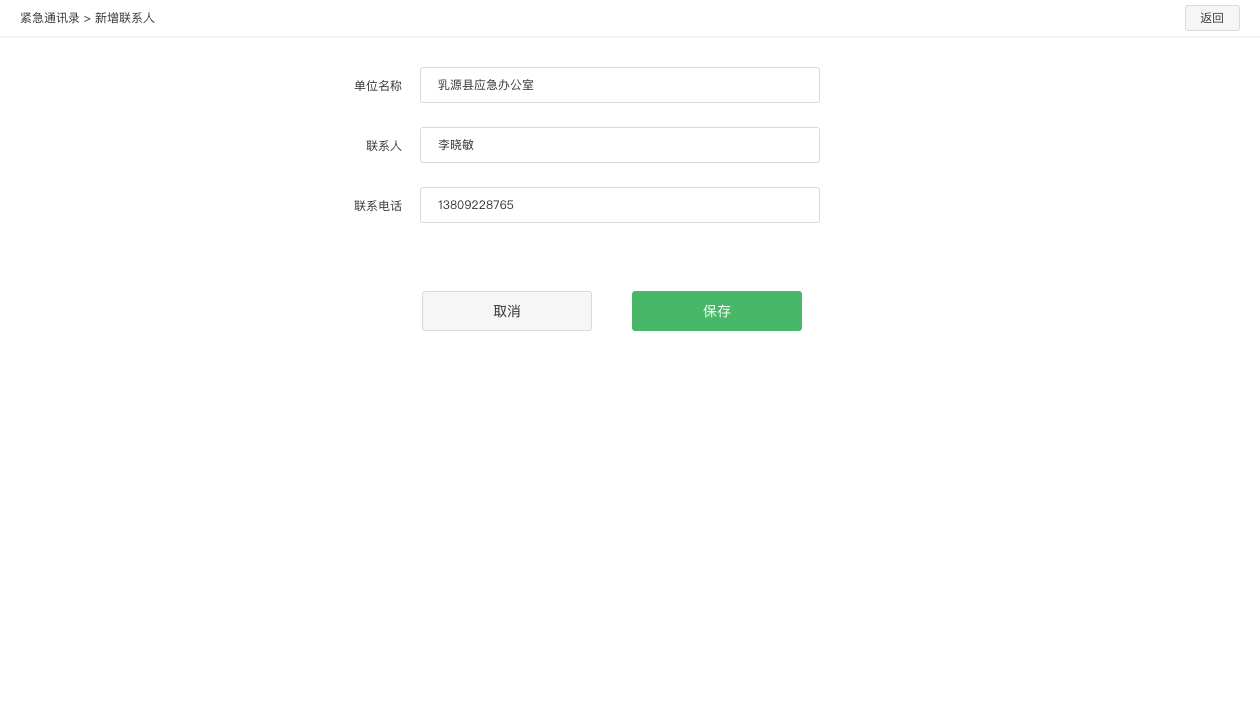 紧急通讯录 > 新增联系人
返回
单位名称 乳源县应急办公室
联系人 李晓敏
联系电话 13809228765
取消 保存